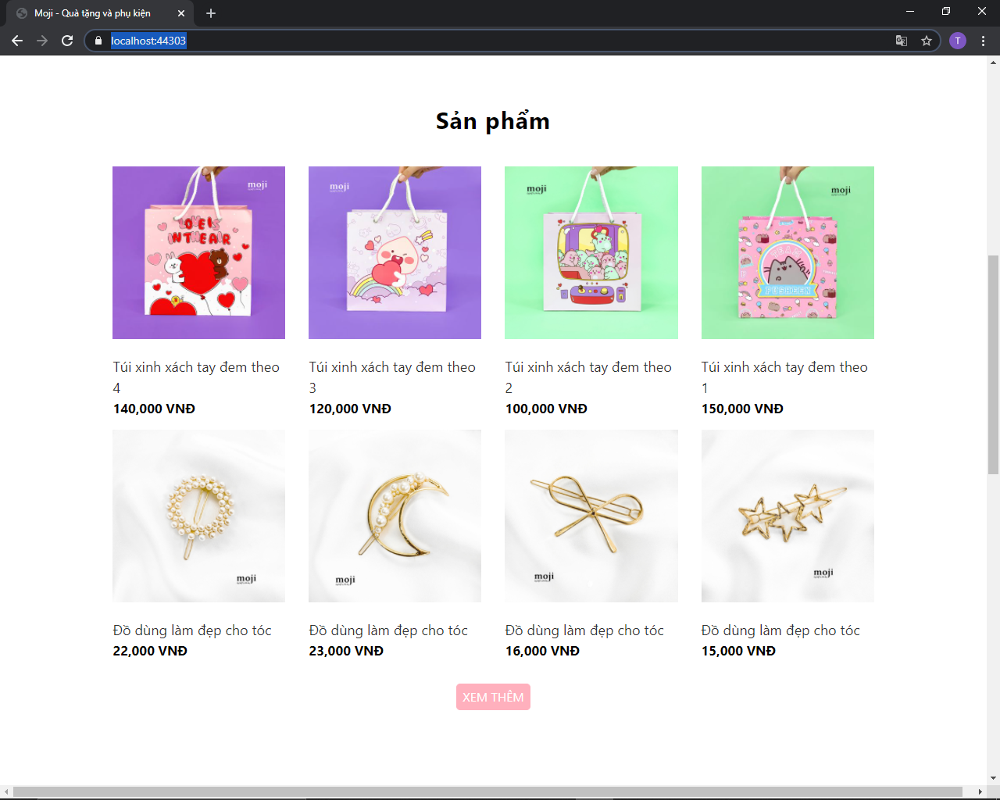 Moji - Quà tặng và phụ kiện
localhost:44303
T
Sản phẩm
moji
LOVE IS
IN THE AIR
moji
moji
moji
PUSHEEN
Túi xinh xách tay đem theo
4
140,000 VNĐ
Túi xinh xách tay đem theo
3
120,000 VNĐ
Túi xinh xách tay đem theo
2
100,000 VNĐ
Túi xinh xách tay đem theo
1
150,000 VNĐ
moji
moji
moji
moji
Đồ dùng làm đẹp cho tóc
22,000 VNĐ
Đồ dùng làm đẹp cho tóc
23,000 VNĐ
Đồ dùng làm đẹp cho tóc
16,000 VNĐ
Đồ dùng làm đẹp cho tóc
15,000 VNĐ
XEM THÊM